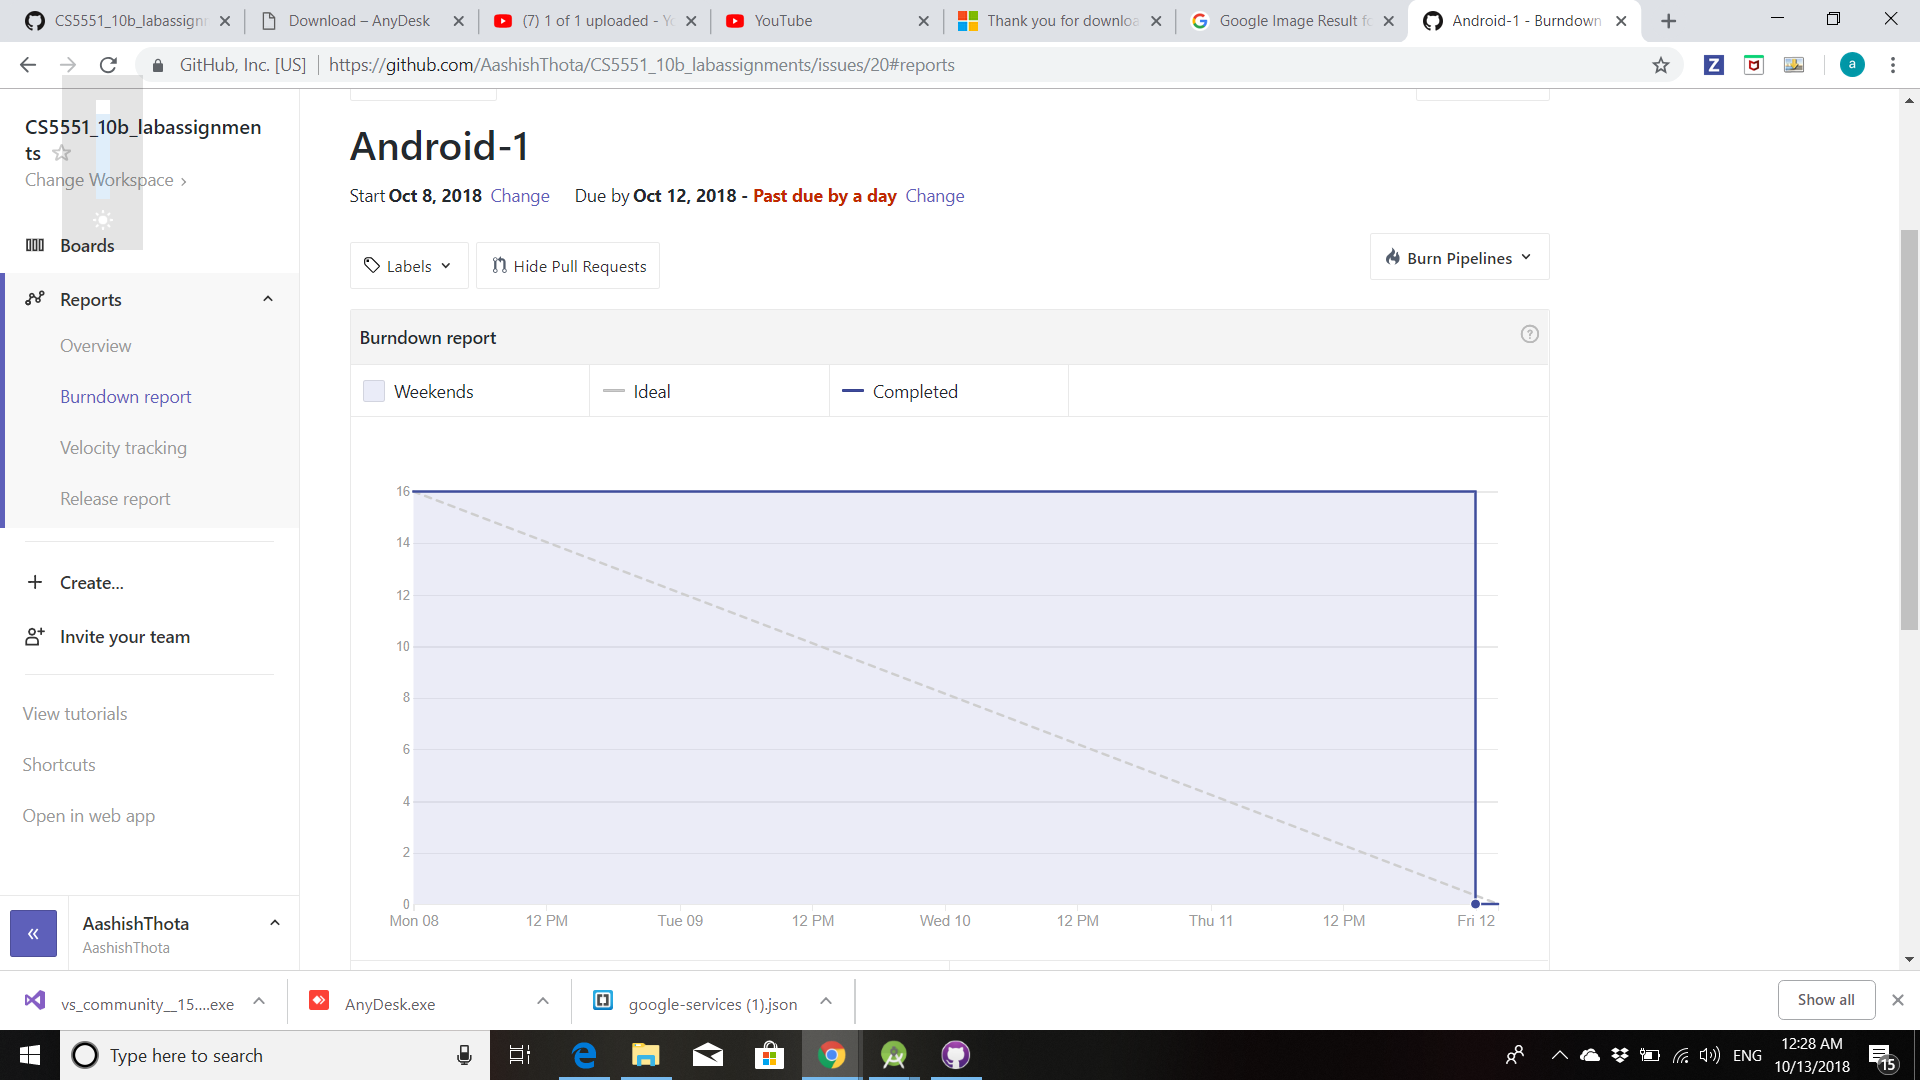 CS5551_10b_labassignn
Download – AnyDesk
(7) 1 of 1 uploaded - Yo
YouTube
Thank you for downloa
Google Image Result fo
Android-1 - Burndown
GitHub, Inc. [US]
https://github.com/AashishThota/CS5551_10b_labassignments/issues/20#reports
Z
a
CS5551_10b_labassignmen
ts
Change Workspace
Boards
Reports
Overview
Burndown report
Velocity tracking
Release report
Create...
Invite your team
View tutorials
Shortcuts
Open in web app
AashishThota
AashishThota
Android-1
Start Oct 8, 2018 Change Due by Oct 12, 2018 - Past due by a day Change
Labels
Hide Pull Requests
Burn Pipelines
Burndown report
?
Weekends
Ideal
Completed
16
14
12
10
8
6
4
2
0
Mon 08 12 PM Tue 09 12 PM Wed 10 12 PM Thu 11 12 PM Fri 12
vs_community__15....exe
AnyDesk.exe
google-services (1).json
Show all
Type here to search
ENG
12:28 AM
10/13/2018
15